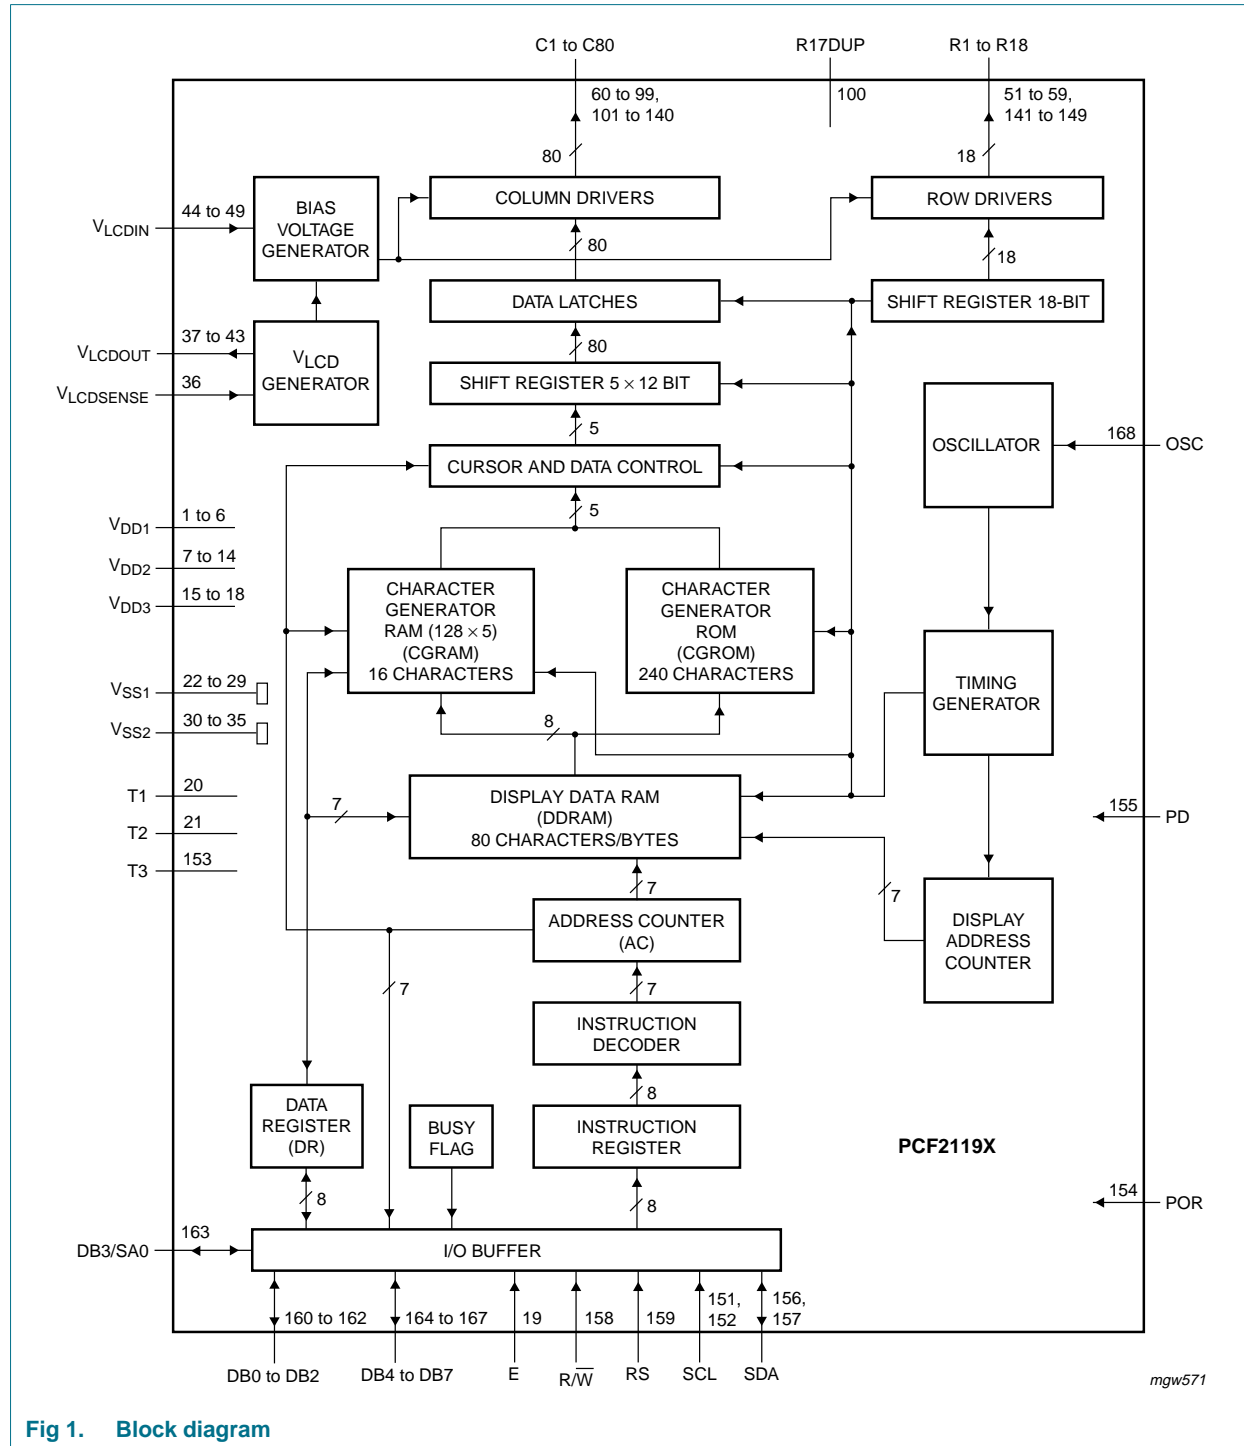 C1 to C80
R17DUP
R1 to R18
60 to 99,
101 to 140
100
51 to 59,
141 to 149
80
18
BIAS
VOLTAGE
GENERATOR
COLUMN DRIVERS
ROW DRIVERS
VLCDIN
44 to 49
80
18
DATA LATCHES
SHIFT REGISTER 18-BIT
VLCDOUT
37 to 43
VLCDSENSE
36
VLCD
GENERATOR
80
SHIFT REGISTER 5 × 12 BIT
5
OSCILLATOR
168
OSC
CURSOR AND DATA CONTROL
5
VDD1
1 to 6
VDD2
7 to 14
VDD3
15 to 18
CHARACTER
GENERATOR
RAM (128 × 5)
(CGRAM)
16 CHARACTERS
CHARACTER
GENERATOR
ROM
(CGROM)
240 CHARACTERS
TIMING
GENERATOR
VSS1
22 to 29
VSS2
30 to 35
8
T1
20
T2
21
T3
153
7
DISPLAY DATA RAM
(DDRAM)
80 CHARACTERS/BYTES
155
PD
7
7
ADDRESS COUNTER
(AC)
DISPLAY
ADDRESS
COUNTER
7
7
INSTRUCTION
DECODER
8
DATA
REGISTER
(DR)
BUSY
FLAG
INSTRUCTION
REGISTER
PCF2119X
8
8
154
POR
DB3/SA0
163
I/O BUFFER
160 to 162
164 to 167
19
158
159
151,
152
156,
157
DB0 to DB2
DB4 to DB7
E
R/W̅
RS
SCL
SDA
mgw571
Fig 1. Block diagram